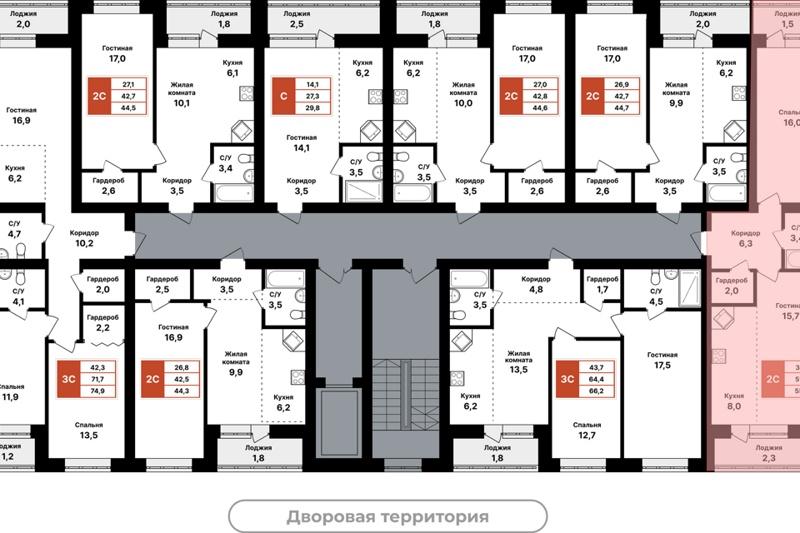 Лоджия
2,0
Лоджия
1,8
Лоджия
2,5
Лоджия
1,8
Лоджия
2,0
1,5
Гостиная
17,0
Кухня
6,1
Кухня
6,2
Кухня
6,2
Гостиная
17,0
Гостиная
17,0
Кухня
6,2
2С
27,1
42,7
44,5
Жилая
комната
10,1
С
14,1
27,3
29,8
Жилая
комната
10,0
2С
27,0
42,8
44,6
2С
26,9
42,7
44,7
Жилая
комната
9,9
Гостиная
16,9
Гостиная
14,1
Кухня
6,2
Гардероб
2,6
Коридор
3,5
С/У
3,4
Коридор
3,5
С/У
3,5
С/У
3,5
Коридор
3,5
Гардероб
2,6
Гардероб
2,6
Коридор
3,5
С/У
3,5
С/У
4,7
Коридор
10,2
Коридор
6,3
С/У
4,1
Гардероб
2,0
Гардероб
2,2
Гардероб
2,5
Коридор
3,5
С/У
3,5
С/У
3,5
Коридор
4,8
Гардероб
1,7
С/У
4,5
Гардероб
2,0
Гостиная
16,9
Жилая
комната
9,9
Жилая
комната
13,5
Гостиная
17,5
15,7
3С
42,3
71,7
74,9
2С
26,8
42,5
44,3
3С
43,7
64,4
66,2
2С
11,9
Спальня
13,5
Кухня
6,2
Кухня
6,2
Спальня
12,7
Кухня
8,0
1,2
Лоджия
1,8
Лоджия
1,8
Лоджия
2,3
Дворовая территория